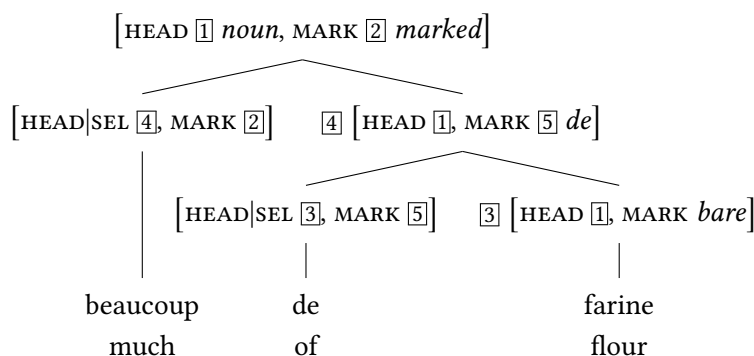 [HEAD 1 noun, MARK 2 marked]
[HEAD|SEL 4, MARK 2] 4 [HEAD 1, MARK 5 de]
[HEAD|SEL 3, MARK 5] 3 [HEAD 1, MARK bare]
beaucoup de farine
much of flour